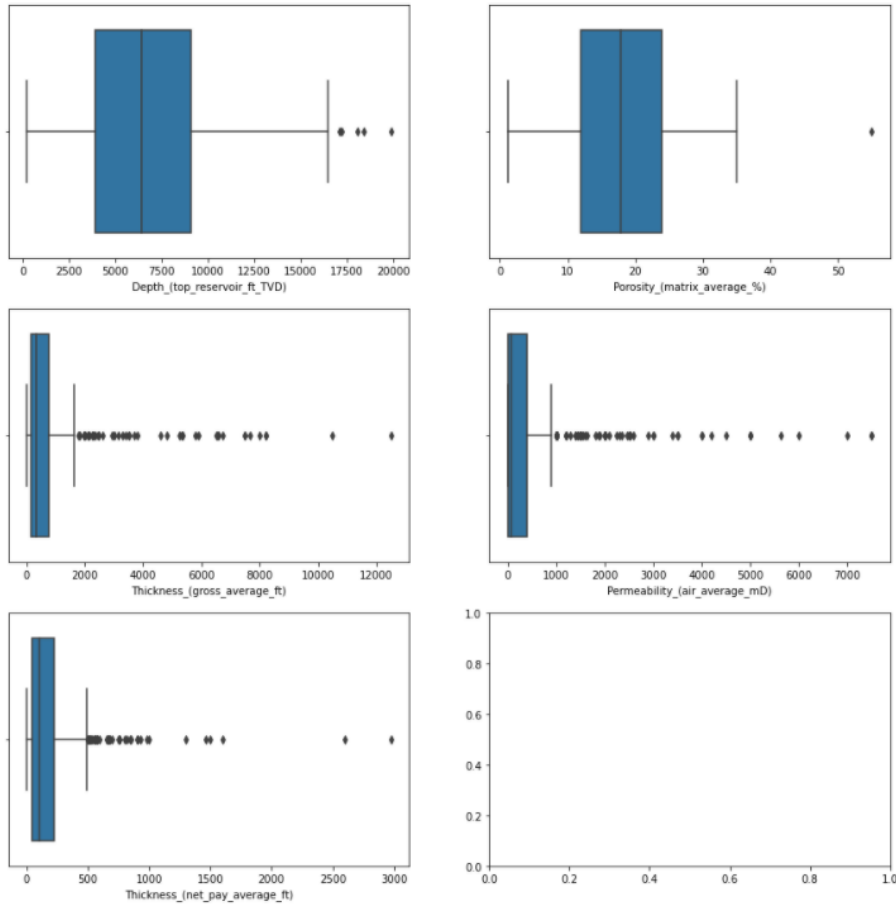 0 2500 5000 7500 10000 12500 15000 17500 20000
Depth_(top_reservoir_ft_TVD)
0 10 20 30 40 50
Porosity_(matrix_average_%)
0 2000 4000 6000 8000 10000 12000
Thickness_(gross_average_ft)
0 1000 2000 3000 4000 5000 6000 7000
Permeability_(air_average_mD)
0 500 1000 1500 2000 2500 3000
Thickness_(net_pay_average_ft)
1.0
0.8
0.6
0.4
0.2
0.0
0.0 0.2 0.4 0.6 0.8 1.0